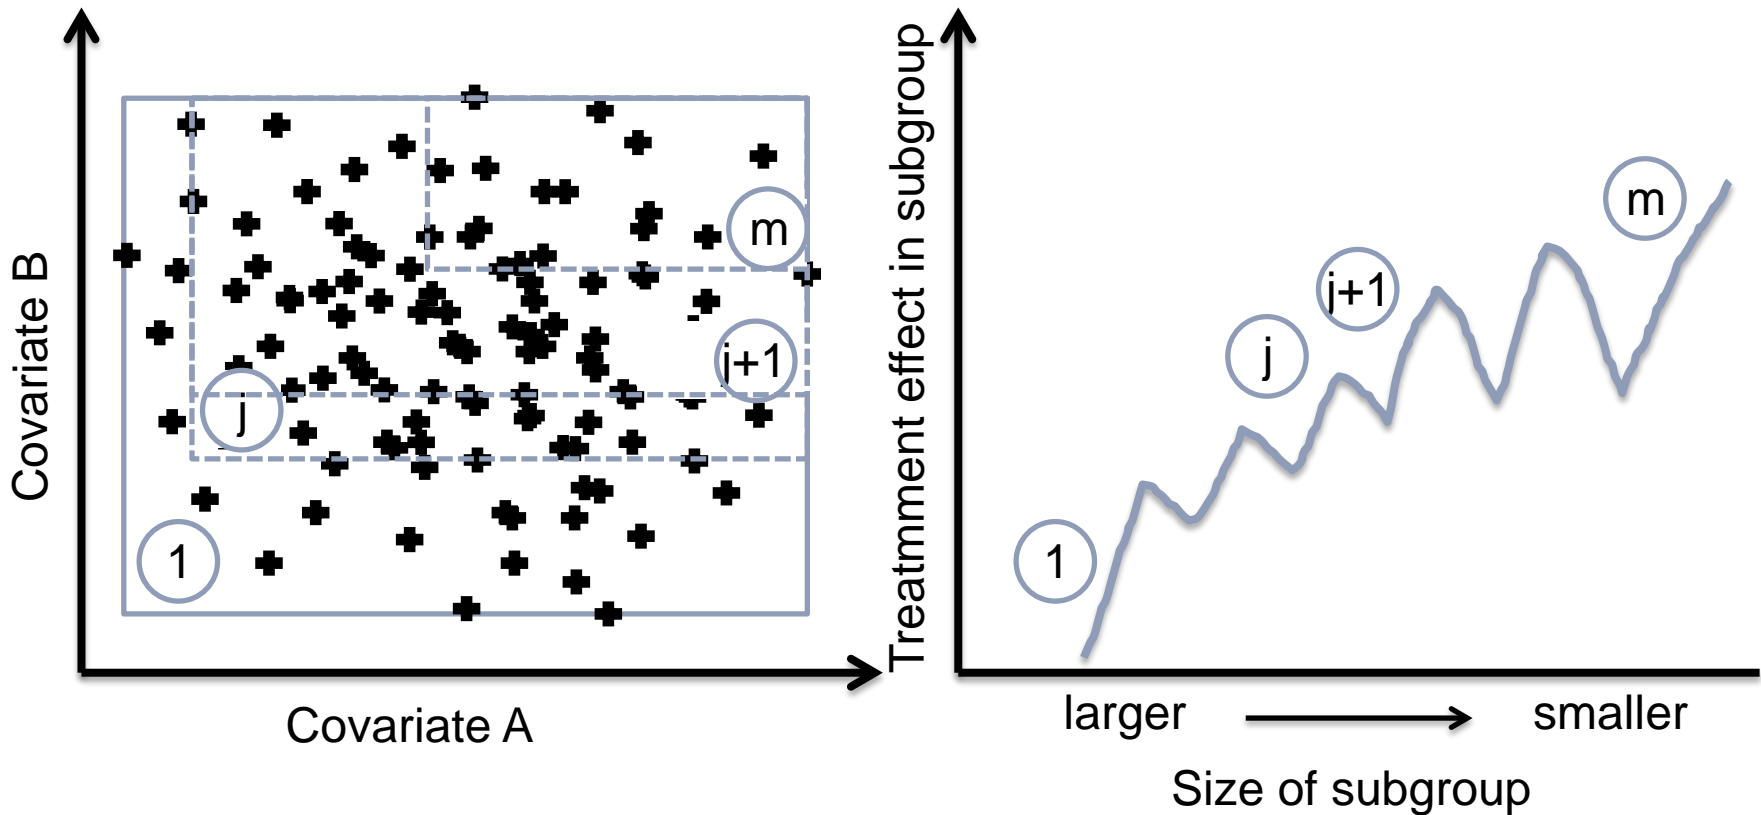 Covariate B
m
j+1
j
1
Covariate A
Treatmment effect in subgroup
m
j+1
j
1
larger
smaller
Size of subgroup